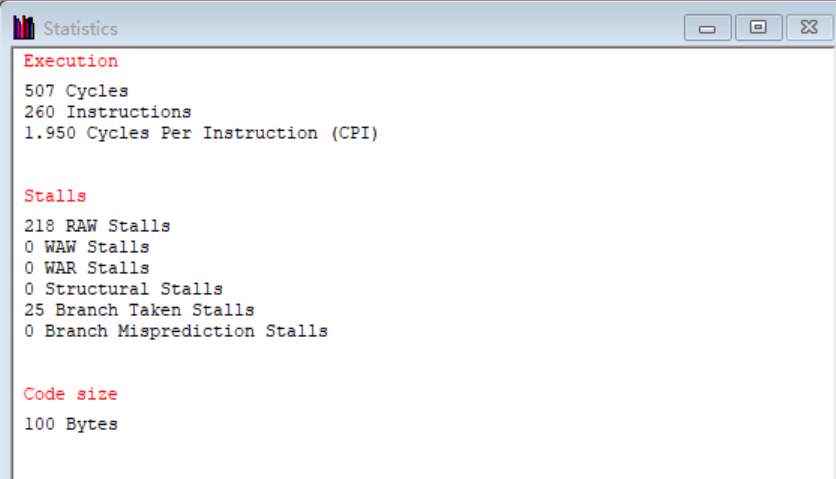 Statistics
Execution
507 Cycles
260 Instructions
1.950 Cycles Per Instruction (CPI)
Stalls
218 RAW Stalls
0 WAW Stalls
0 WAR Stalls
0 Structural Stalls
25 Branch Taken Stalls
0 Branch Misprediction Stalls
Code size
100 Bytes